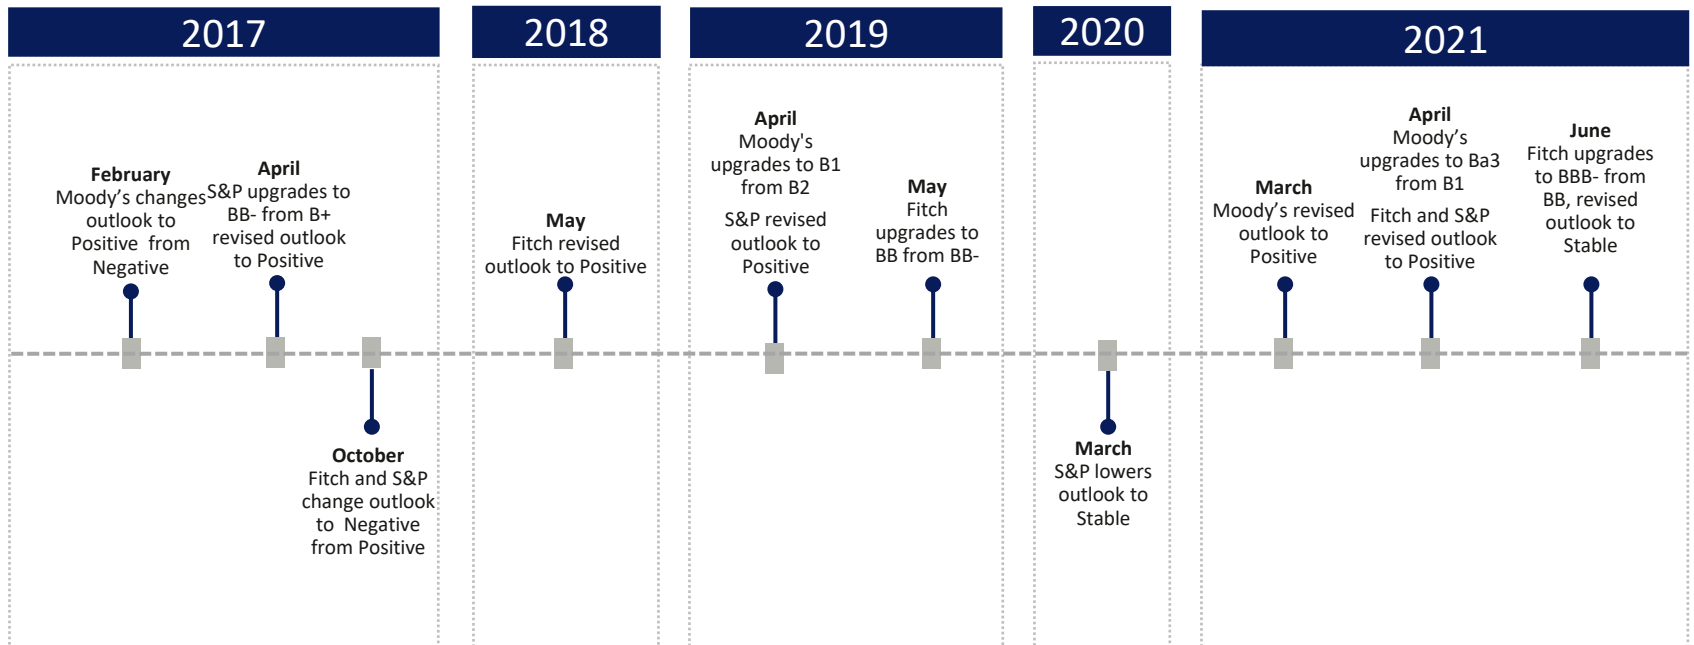 2017
February
Moody’s changes
outlook to
Positive  from
Negative
April
S&P upgrades to
BB- from B+
revised outlook
to Positive
October
Fitch and S&P
change outlook
to  Negative
from Positive
2018
May
Fitch revised
outlook to Positive
2019
April
Moody's
upgrades to B1
from B2
S&P revised
outlook to
Positive
May
Fitch
upgrades to
BB from BB-
2020
March
S&P lowers
outlook to
Stable
2021
March
Moody’s revised
outlook to
Positive
April
Moody’s
upgrades to Ba3
from B1
Fitch and S&P
revised outlook
to Positive
June
Fitch upgrades
to BBB- from
BB, revised
outlook to
Stable